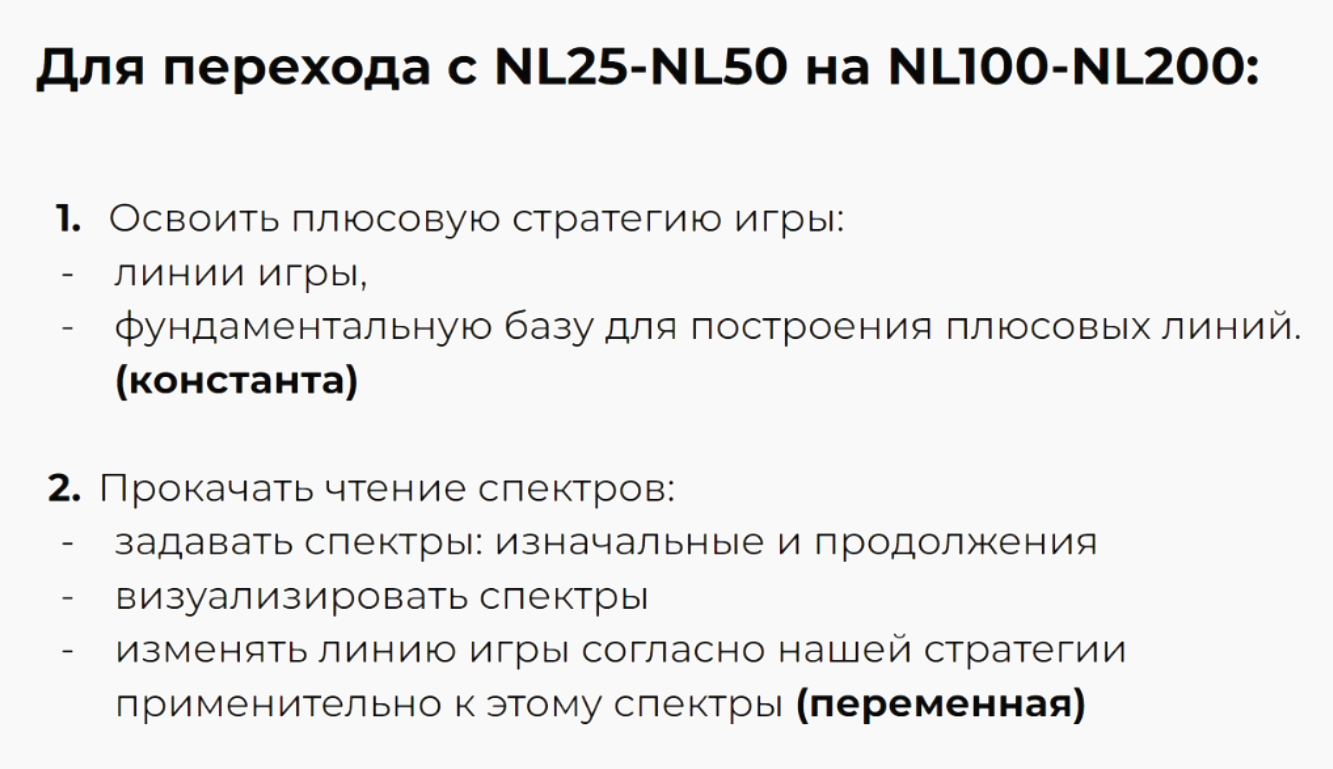 Для перехода с NL25-NL50 на NL100-NL200:
1. Освоить плюсовую стратегию игры:
- линии игры,
- фундаментальную базу для построения плюсовых линий.
(константа)
2. Прокачать чтение спектров:
- задавать спектры: изначальные и продолжения
- визуализировать спектры
- изменять линию игры согласно нашей стратегии
применительно к этому спектры (переменная)